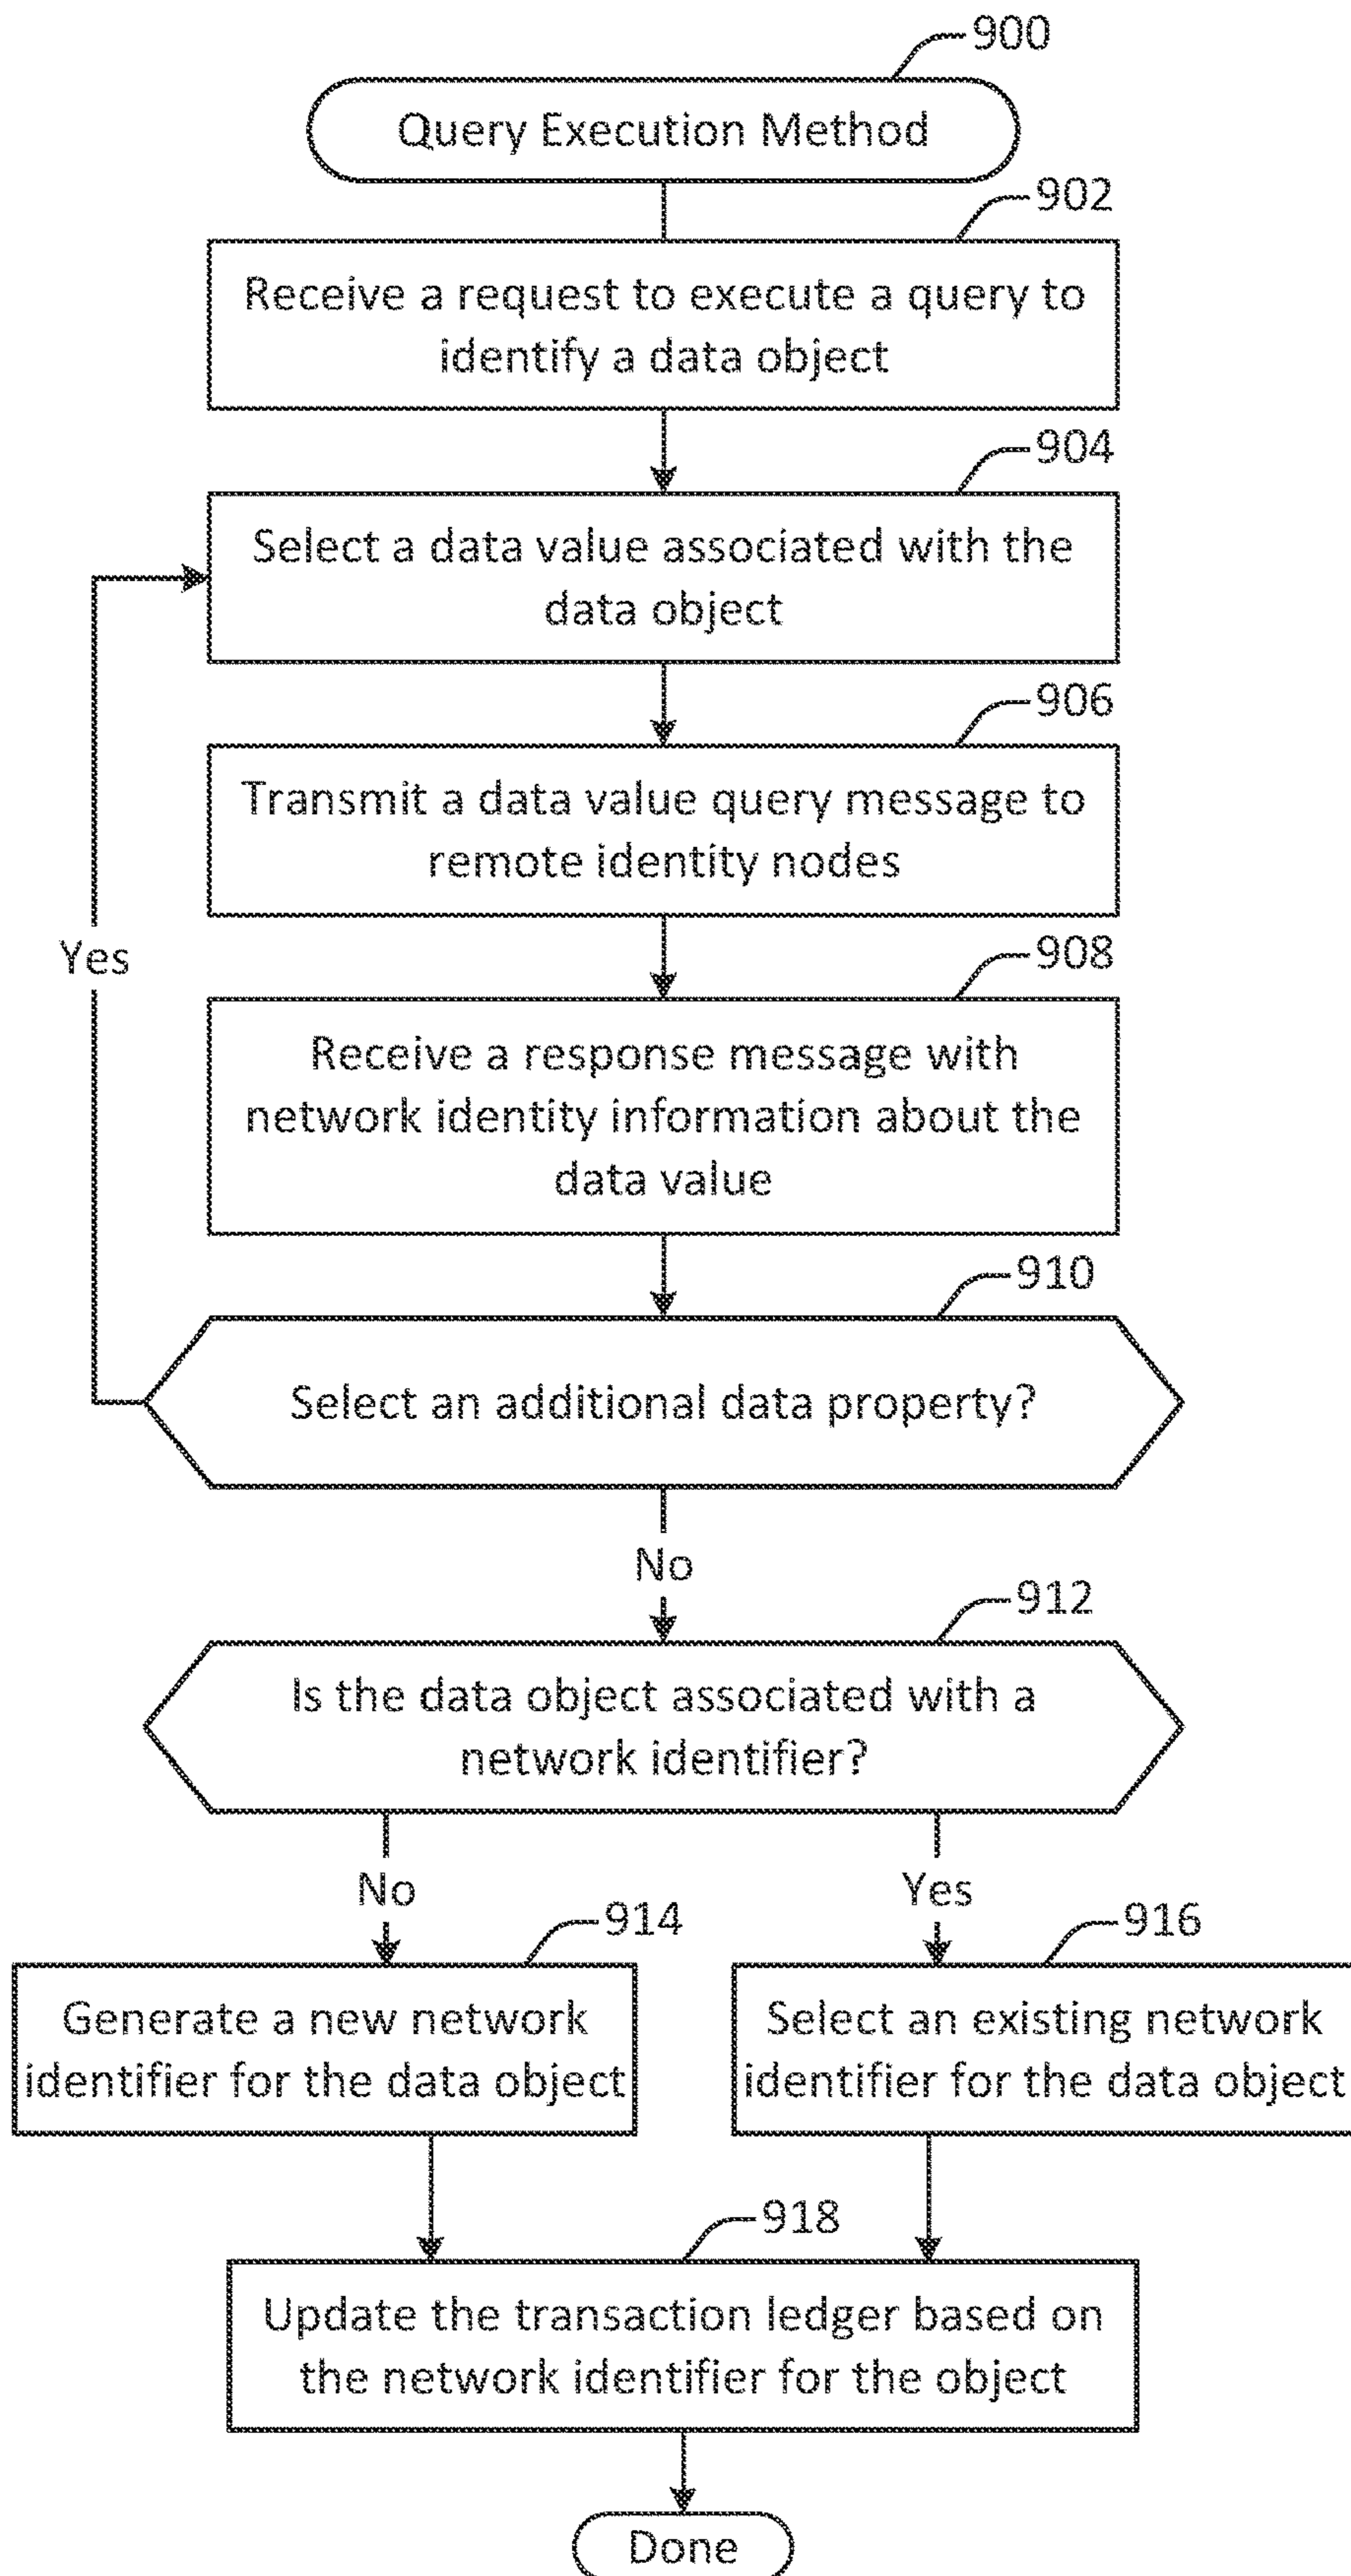 900
Query Execution Method
902
Receive a request to execute a query to
identify a data object
904
Select a data value associated with the
data object
906
Transmit a data value query message to
remote identity nodes
Yes
908
Receive a response message with
network identity information about the
data value
910
Select an additional data property?
No
912
Is the data object associated with a
network identifier?
No
Yes
914
916
Generate a new network
identifier for the data object
Select an existing network
identifier for the data object
918
Update the transaction ledger based on
the network identifier for the object
Done